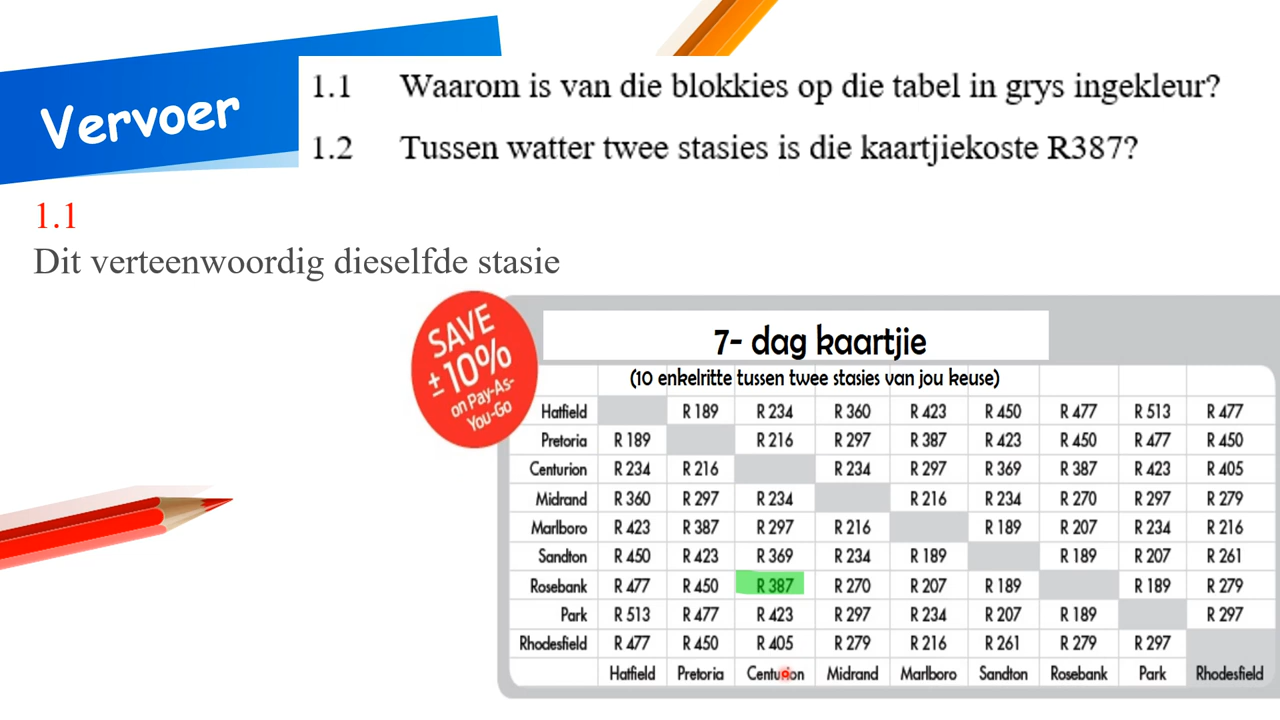 Vervoer
1.1 Waarom is van die blokkies op die tabel in grys ingekleur?
1.2 Tussen watter twee stasies is die kaartjiekoste R387?
1.1
Dit verteenwoordig dieselfde stasie
SAVE
±10%
on Pay-As-
You-Go
7- dag kaartjie
(10 enkelritte tussen twee stasies van jou keuse)
Hatfield R 189 R 234 R 360 R 423 R 450 R 477 R 513 R 477
Pretoria R 189 R 216 R 297 R 387 R 423 R 450 R 477 R 450
Centurion R 234 R 216 R 234 R 297 R 369 R 387 R 423 R 405
Midrand R 360 R 297 R 234 R 216 R 234 R 270 R 297 R 279
Marlboro R 423 R 387 R 297 R 216 R 189 R 207 R 234 R 216
Sandton R 450 R 423 R 369 R 234 R 189 R 189 R 207 R 261
Rosebank R 477 R 450 R 387 R 270 R 207 R 189 R 189 R 279
Park R 513 R 477 R 423 R 297 R 234 R 207 R 189 R 297
Rhodesfield R 477 R 450 R 405 R 279 R 216 R 261 R 279 R 297
Hatfield Pretoria Centurion Midrand Marlboro Sandton Rosebank Park Rhodesfield